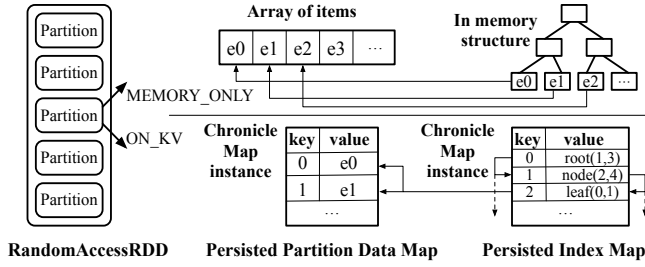 Partition
Partition
Partition
Partition
Partition
MEMORY_ONLY
ON_KV
RandomAccessRDD
Array of items
e0 e1 e2 e3 ...
In memory
structure
e0 e1 e2 ...
Chronicle
Map
instance
key value
0 e0
1 e1
...
Persisted Partition Data Map
Chronicle
Map
instance
key value
0 root(1,3)
1 node(2,4)
2 leaf(0,1)
...
Persisted Index Map